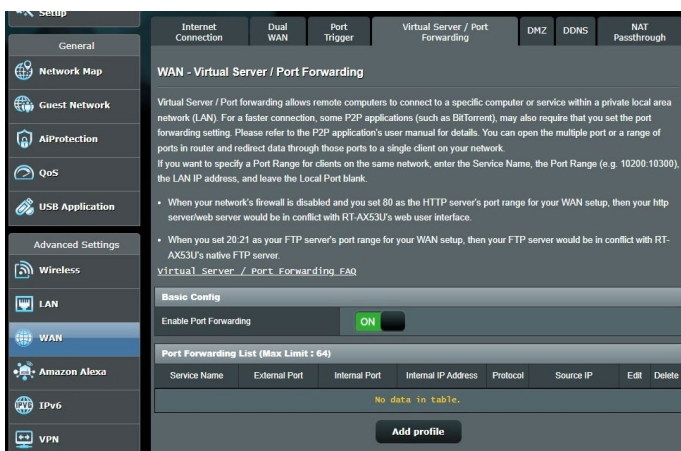 Setup
General
Network Map
Guest Network
AiProtection
QoS
USB Application
Advanced Settings
Wireless
LAN
WAN
Amazon Alexa
IPv6
VPN
Internet Connection
Dual WAN
Port Trigger
Virtual Server / Port Forwarding
DMZ
DDNS
NAT Passthrough
WAN - Virtual Server / Port Forwarding
Virtual Server / Port forwarding allows remote computers to connect to a specific computer or service within a private local area
network (LAN). For a faster connection, some P2P applications (such as BitTorrent), may also require that you set the port
forwarding setting. Please refer to the P2P application's user manual for details. You can open the multiple port or a range of
ports in router and redirect data through those ports to a single client on your network.
If you want to specify a Port Range for clients on the same network, enter the Service Name, the Port Range (e.g. 10200:10300),
the LAN IP address, and leave the Local Port blank.
• When your network's firewall is disabled and you set 80 as the HTTP server's port range for your WAN setup, then your http
server/web server would be in conflict with RT-AX53U's web user interface.
• When you set 20:21 as your FTP server's port range for your WAN setup, then your FTP server would be in conflict with RT-
AX53U's native FTP server.
Virtual Server / Port Forwarding FAQ
Basic Config
Enable Port Forwarding ON
Port Forwarding List (Max Limit : 64)
Service Name External Port Internal Port Internal IP Address Protocol Source IP Edit Delete
No data in table.
Add profile